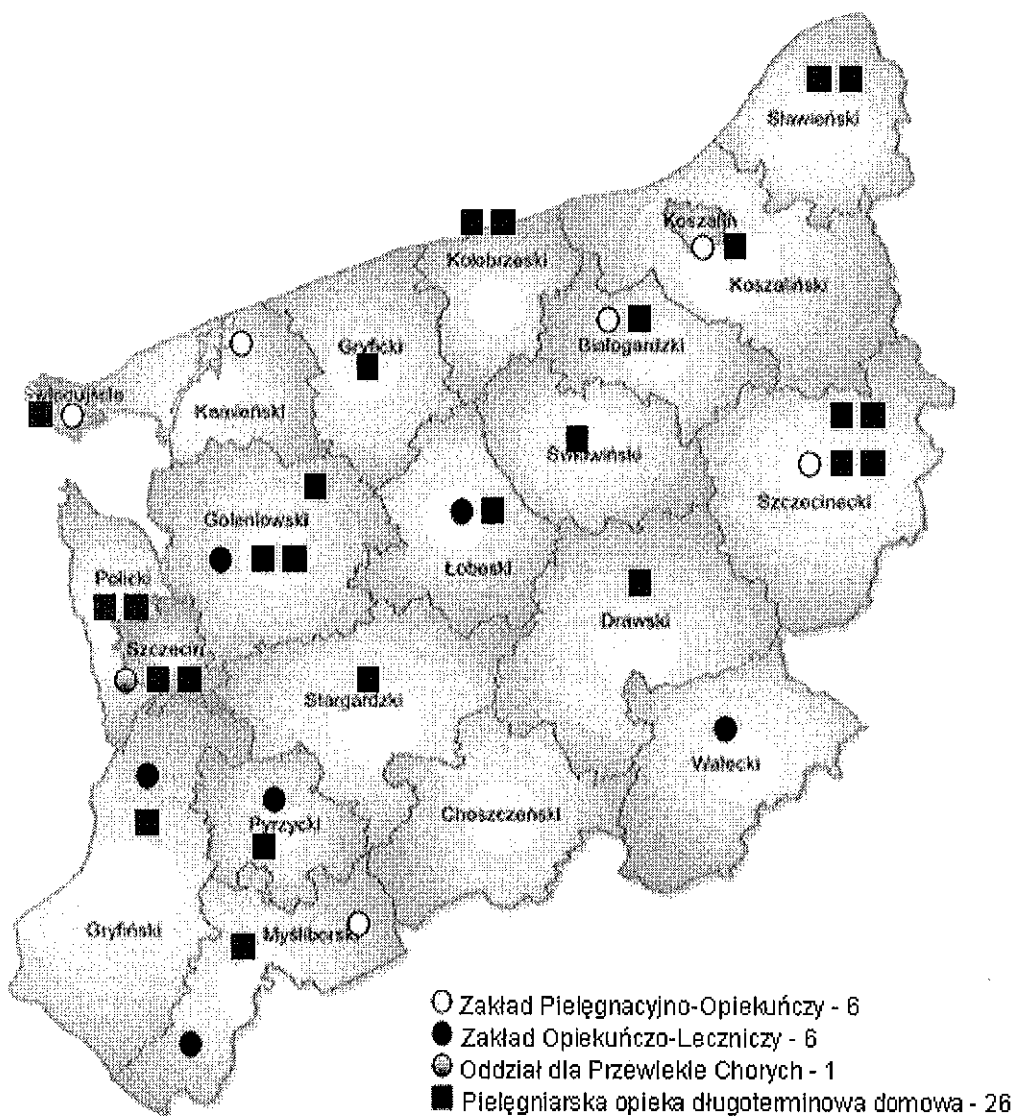 Sławieński
Koszalin
Kołobrzeski
Koszaliński
Białogardzki
Gryficki
Świnoujście
Kamieński
Świdwiński
Szczecinecki
Goleniowski
Łobeski
Policki
Drawski
Szczecin
Stargardzki
Wałecki
Choszczeński
Pyrzycki
Gryfiński
Myśliborski
Zakład Pielęgnacyjno-Opiekuńczy - 6
Zakład Opiekuńczo-Leczniczy - 6
Oddział dla Przewlekle Chorych - 1
Pielęgniarska opieka długoterminowa domowa - 26